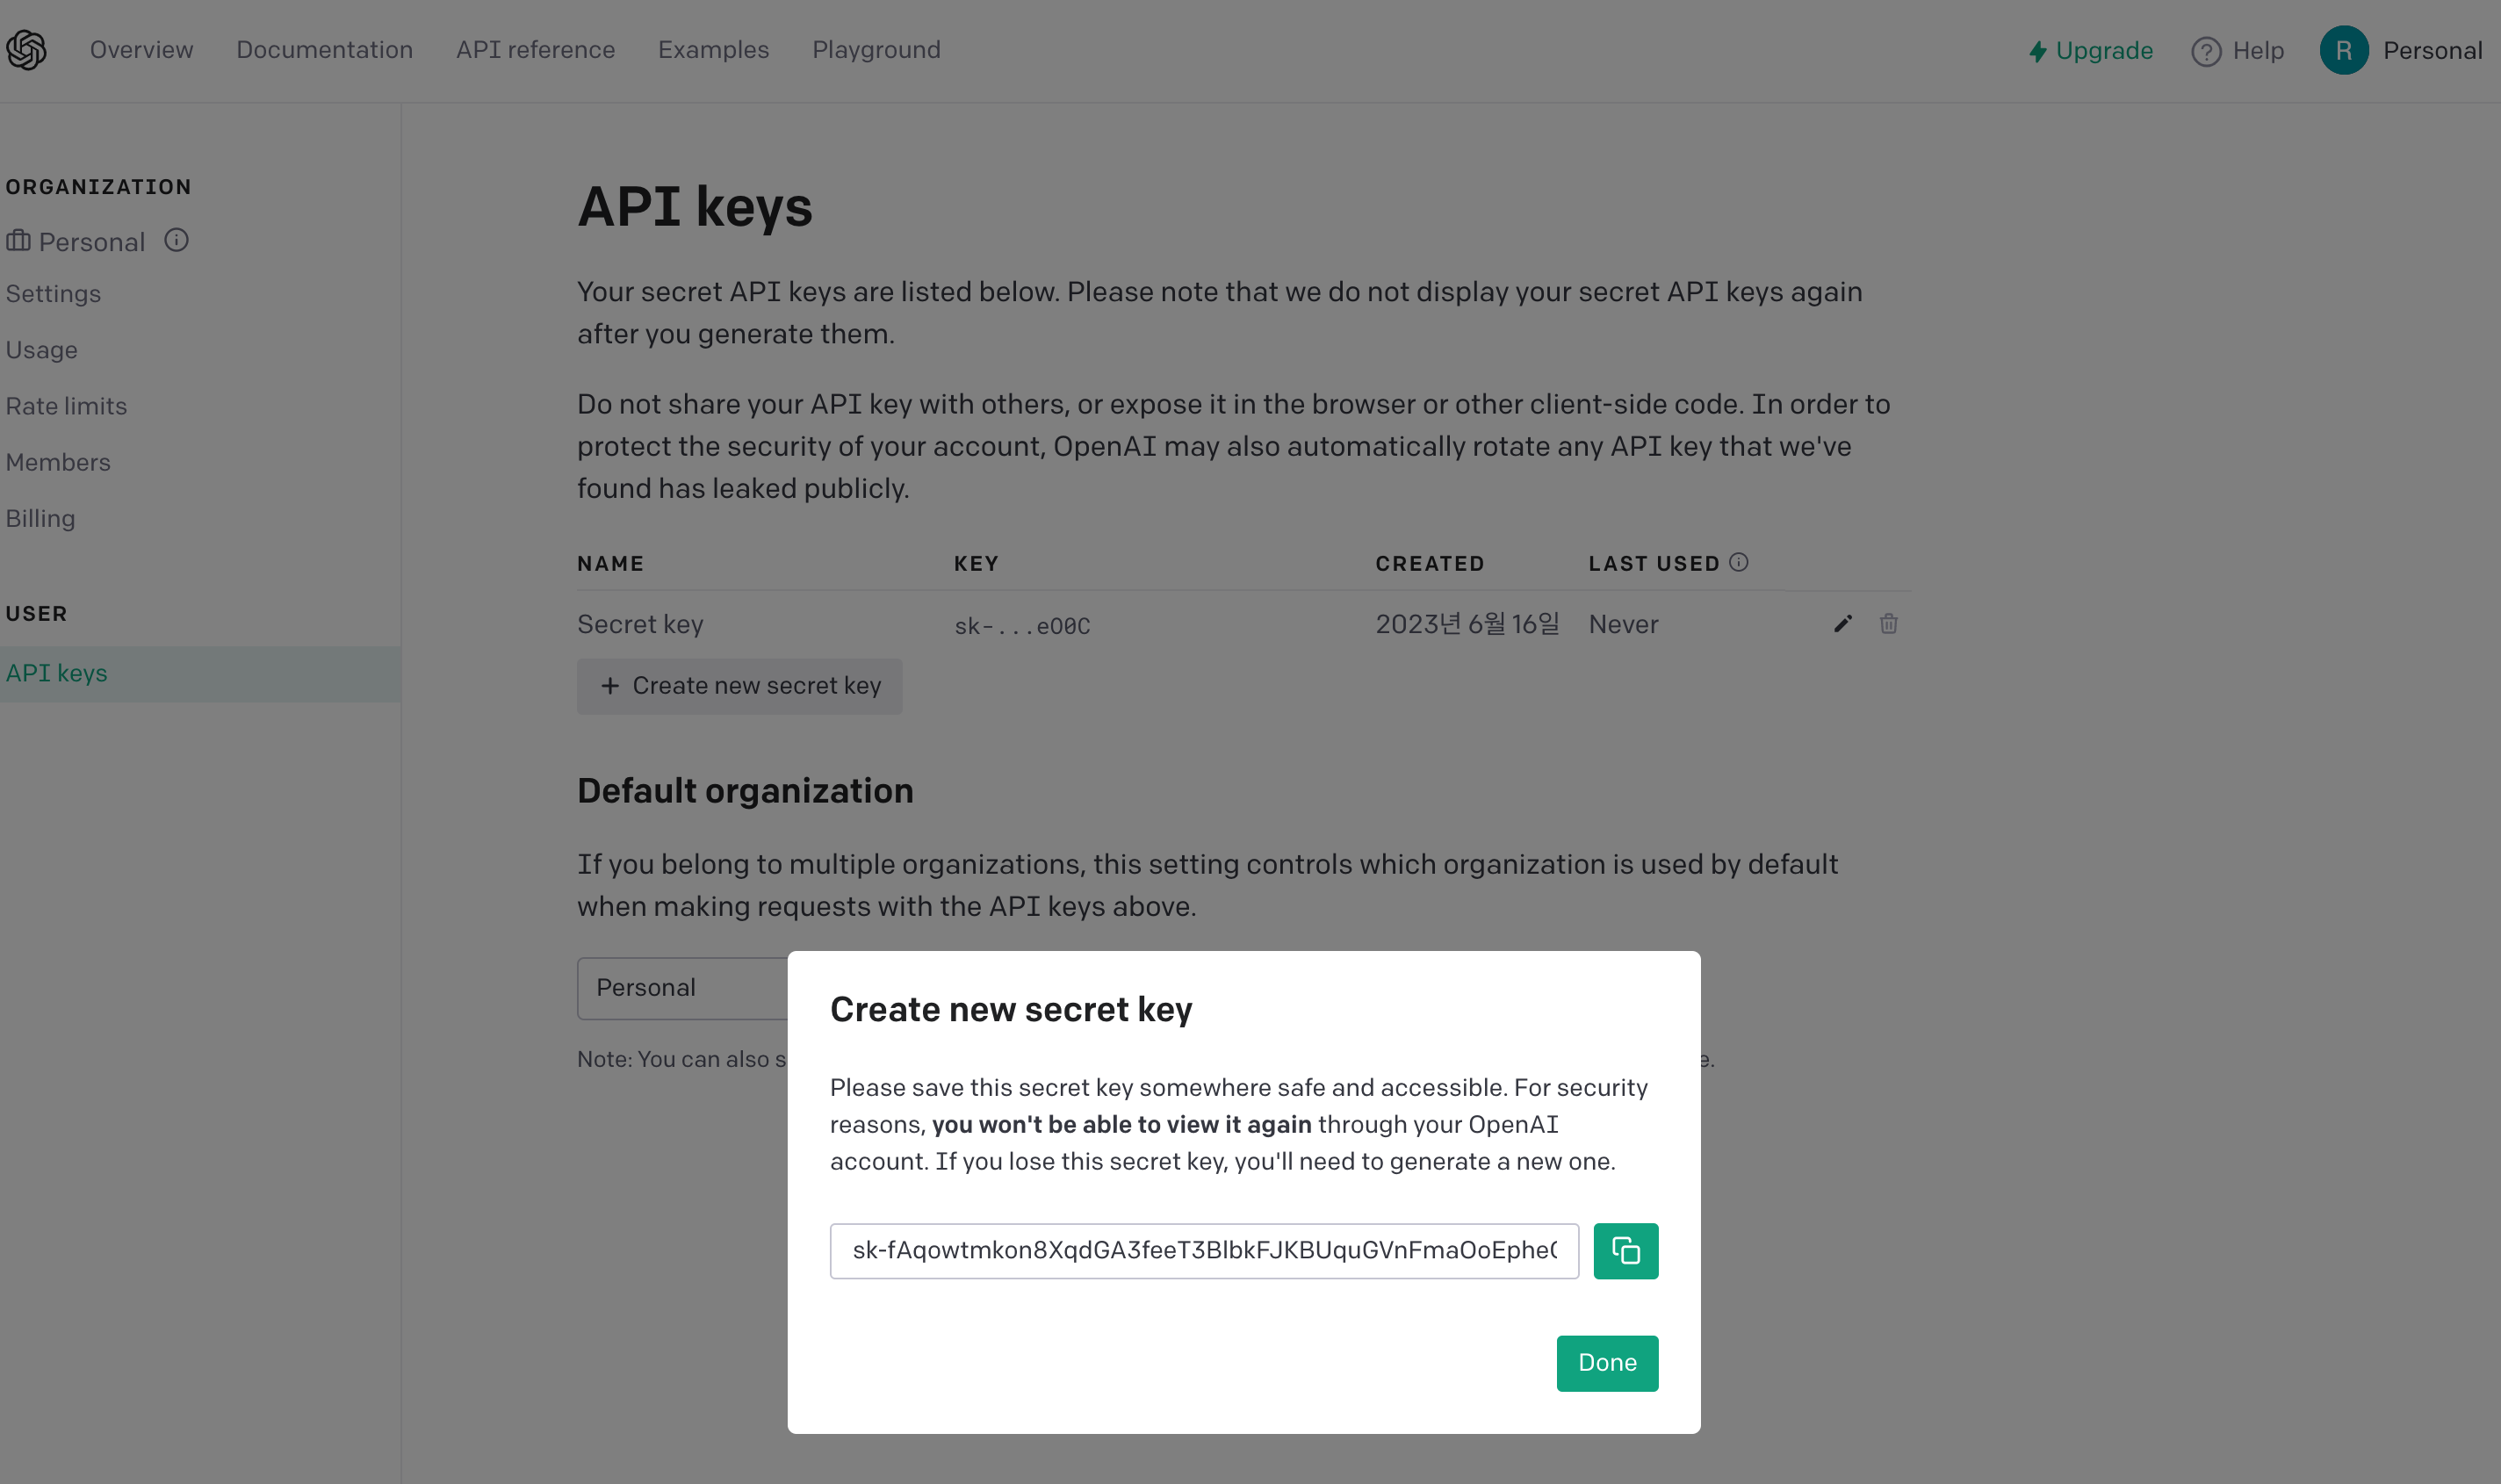 Overview Documentation API reference Examples Playground Upgrade Help R Personal
ORGANIZATION
Personal
Settings
Usage
Rate limits
Members
Billing
USER
API keys
API keys
Your secret API keys are listed below. Please note that we do not display your secret API keys again
after you generate them.
Do not share your API key with others, or expose it in the browser or other client-side code. In order to
protect the security of your account, OpenAI may also automatically rotate any API key that we've
found has leaked publicly.
NAME KEY CREATED LAST USED
Secret key sk-...eO0C 2023년 6월 16일 Never
+ Create new secret key
Default organization
If you belong to multiple organizations, this setting controls which organization is used by default
when making requests with the API keys above.
Personal
Note: You can also
Create new secret key
Please save this secret key somewhere safe and accessible. For security
reasons, you won't be able to view it again through your OpenAI
account. If you lose this secret key, you'll need to generate a new one.
Done